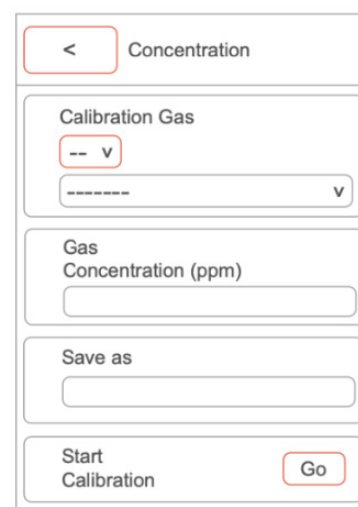 < Concentration
Calibration Gas
-- v
------- v
Gas
Concentration (ppm)
Save as
Start
Calibration
Go